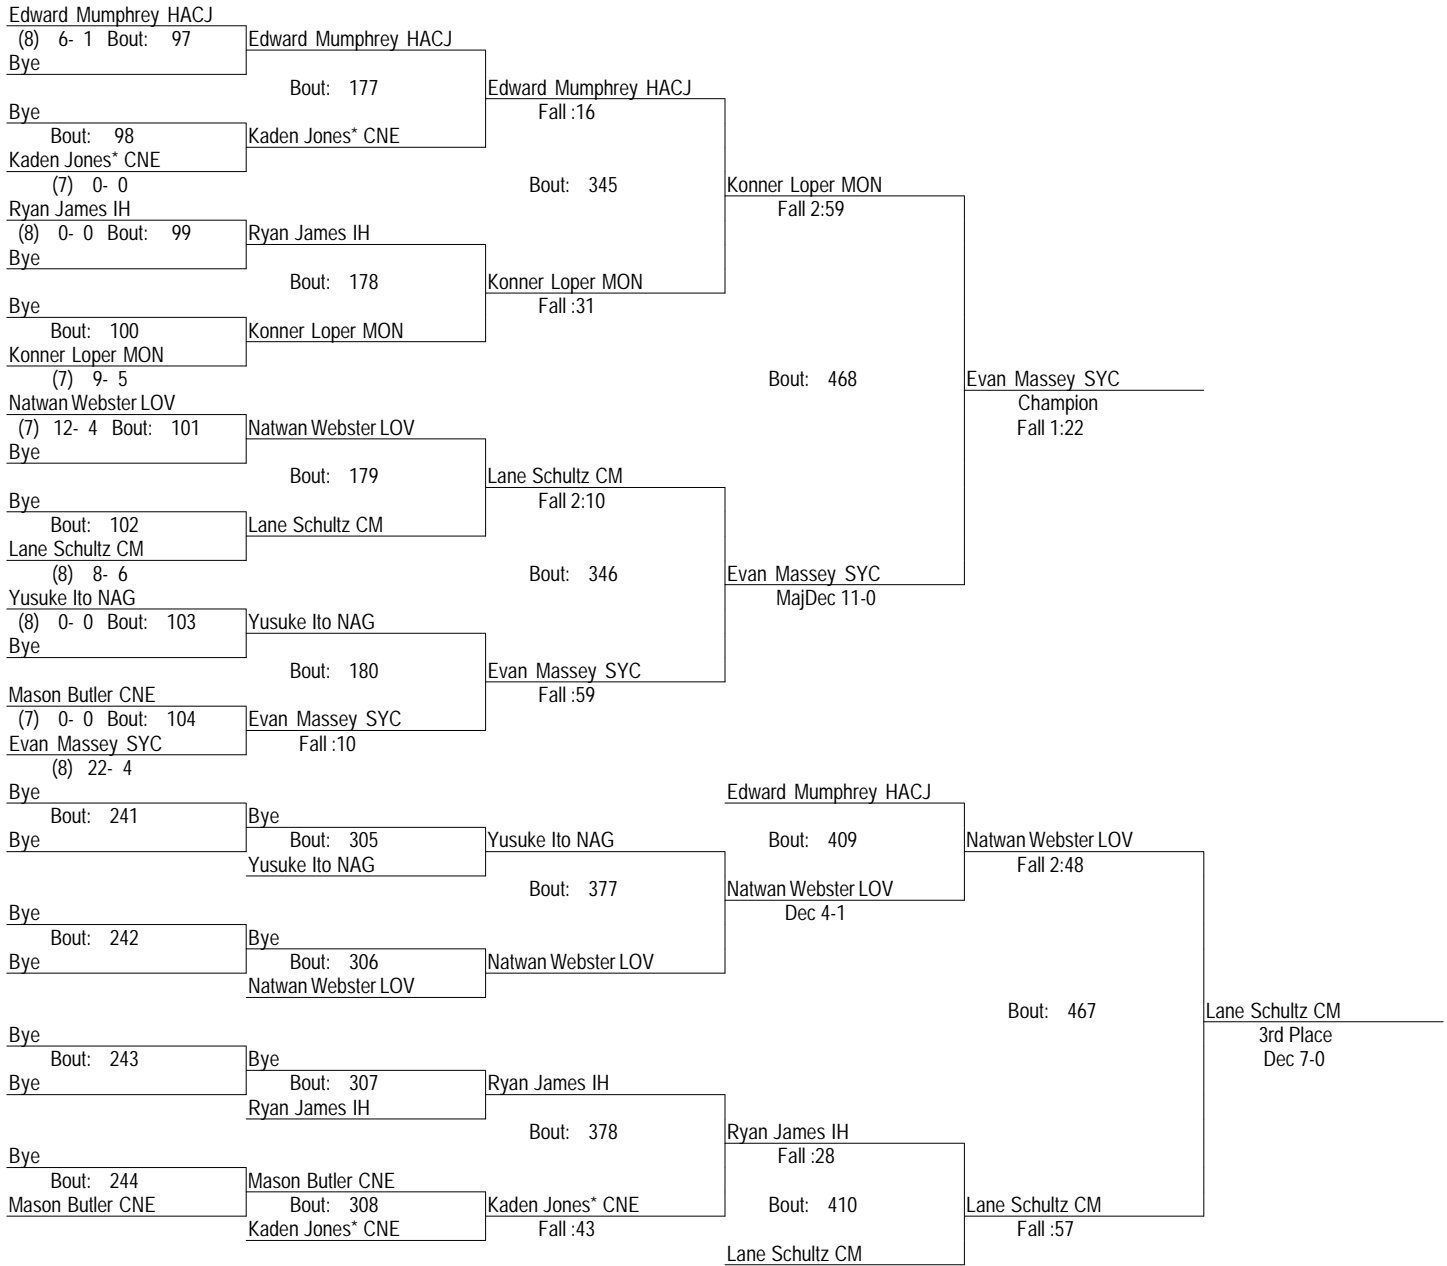 Edward Mumphrey HACJ
(8) 6- 1 Bout: 97
Edward Mumphrey HACJ
Bye
Bout: 177
Edward Mumphrey HACJ
Fall :16
Bye
Bout: 98
Kaden Jones* CNE
Kaden Jones* CNE
(7) 0- 0
Bout: 345
Konner Loper MON
Fall 2:59
Ryan James IH
(8) 0- 0 Bout: 99
Ryan James IH
Bye
Bout: 178
Konner Loper MON
Fall :31
Bye
Bout: 100
Konner Loper MON
Konner Loper MON
(7) 9- 5
Bout: 468
Evan Massey SYC
Champion
Fall 1:22
Natwan Webster LOV
(7) 12- 4 Bout: 101
Natwan Webster LOV
Bye
Bout: 179
Lane Schultz CM
Fall 2:10
Bye
Bout: 102
Lane Schultz CM
Lane Schultz CM
(8) 8- 6
Bout: 346
Evan Massey SYC
MajDec 11-0
Yusuke Ito NAG
(8) 0- 0 Bout: 103
Yusuke Ito NAG
Bye
Bout: 180
Evan Massey SYC
Fall :59
Mason Butler CNE
(7) 0- 0 Bout: 104
Evan Massey SYC
Fall :10
Evan Massey SYC
(8) 22- 4
Bye
Bout: 241
Bye
Bye
Bout: 305
Yusuke Ito NAG
Yusuke Ito NAG
Edward Mumphrey HACJ
Bout: 409
Natwan Webster LOV
Fall 2:48
Bout: 377
Natwan Webster LOV
Dec 4-1
Bye
Bout: 242
Bye
Bye
Bout: 306
Natwan Webster LOV
Natwan Webster LOV
Bout: 467
Lane Schultz CM
3rd Place
Dec 7-0
Bye
Bout: 243
Bye
Bye
Bout: 307
Ryan James IH
Ryan James IH
Bout: 378
Ryan James IH
Fall :28
Bye
Bout: 244
Mason Butler CNE
Mason Butler CNE
Bout: 308
Kaden Jones* CNE
Kaden Jones* CNE
Fall :43
Bout: 410
Lane Schultz CM
Fall :57
Lane Schultz CM